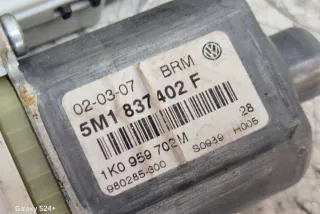 02-03-07 BRM
5M1 837 402 F
1K0 959 702 M 28
980285-800 S0939 H005
Galaxy S24+